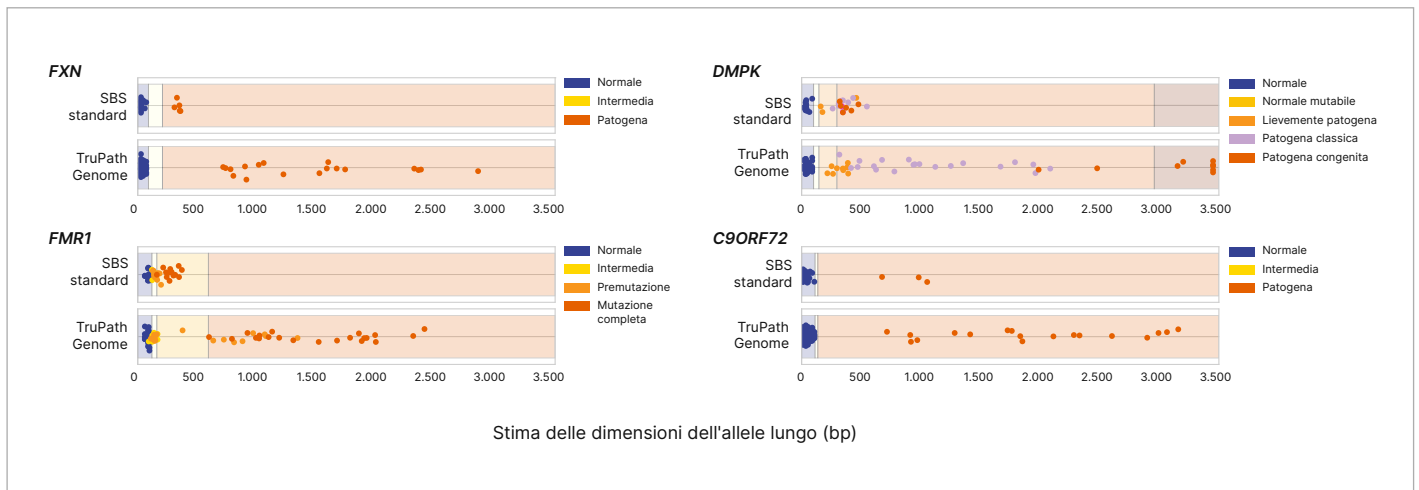 FXN
SBS
standard
TruPath
Genome
0 500 1.000 1.500 2.000 2.500 3.000 3.500
Normale
Intermedia
Patogena
DMPK
SBS
standard
TruPath
Genome
0 500 1.000 1.500 2.000 2.500 3.000 3.500
Normale
Normale mutabile
Lievemente patogena
Patogena classica
Patogena congenita
FMR1
SBS
standard
TruPath
Genome
0 500 1.000 1.500 2.000 2.500 3.000 3.500
Normale
Intermedia
Premutazione
Mutazione
completa
C9ORF72
SBS
standard
TruPath
Genome
0 500 1.000 1.500 2.000 2.500 3.000 3.500
Normale
Intermedia
Patogena
Stima delle dimensioni dell'allele lungo (bp)